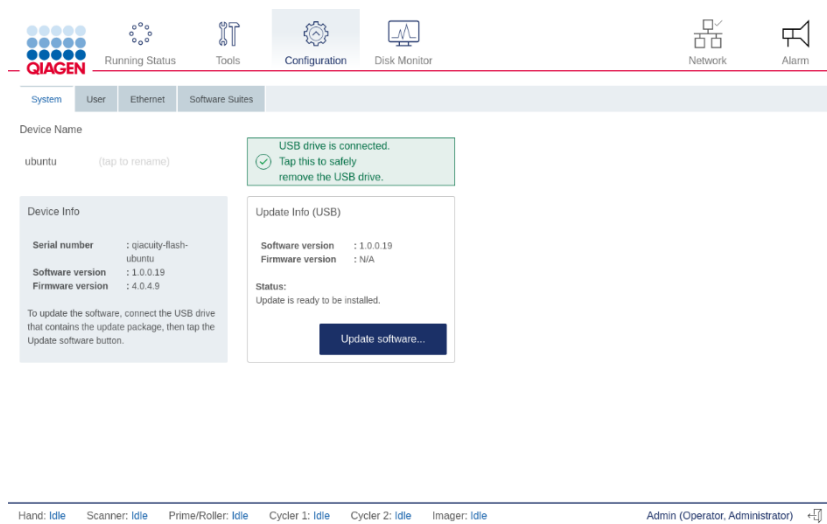 QIAGEN
Running Status
Tools
Configuration
Disk Monitor
Network
Alarm
System
User
Ethernet
Software Suites
Device Name
ubuntu
(tap to rename)
USB drive is connected.
Tap this to safely
remove the USB drive.
Device Info
Serial number : qiacuity-flash-
ubuntu
Software version : 1.0.0.19
Firmware version : 4.0.4.9
To update the software, connect the USB drive
that contains the update package, then tap the
Update software button.
Update Info (USB)
Software version : 1.0.0.19
Firmware version : N/A
Status:
Update is ready to be installed.
Update software...
Hand: Idle Scanner: Idle Prime/Roller: Idle Cycler 1: Idle Cycler 2: Idle Imager: Idle Admin (Operator, Administrator)